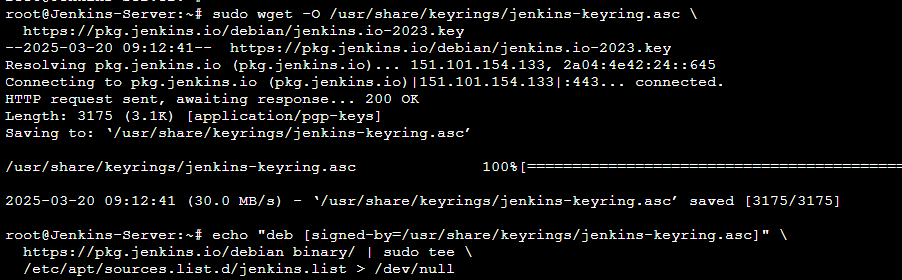 root@Jenkins-Server:~# sudo wget -O /usr/share/keyrings/jenkins-keyring.asc \
  https://pkg.jenkins.io/debian/jenkins.io-2023.key
--2025-03-20 09:12:41--  https://pkg.jenkins.io/debian/jenkins.io-2023.key
Resolving pkg.jenkins.io (pkg.jenkins.io)... 151.101.154.133, 2a04:4e42:24::645
Connecting to pkg.jenkins.io (pkg.jenkins.io)|151.101.154.133|:443... connected.
HTTP request sent, awaiting response... 200 OK
Length: 3175 (3.1K) [application/pgp-keys]
Saving to: ‘/usr/share/keyrings/jenkins-keyring.asc’
/usr/share/keyrings/jenkins-keyring.asc             100%[==========================================
2025-03-20 09:12:41 (30.0 MB/s) - ‘/usr/share/keyrings/jenkins-keyring.asc’ saved [3175/3175]
root@Jenkins-Server:~# echo "deb [signed-by=/usr/share/keyrings/jenkins-keyring.asc]" \
  https://pkg.jenkins.io/debian binary/ | sudo tee \
  /etc/apt/sources.list.d/jenkins.list > /dev/null